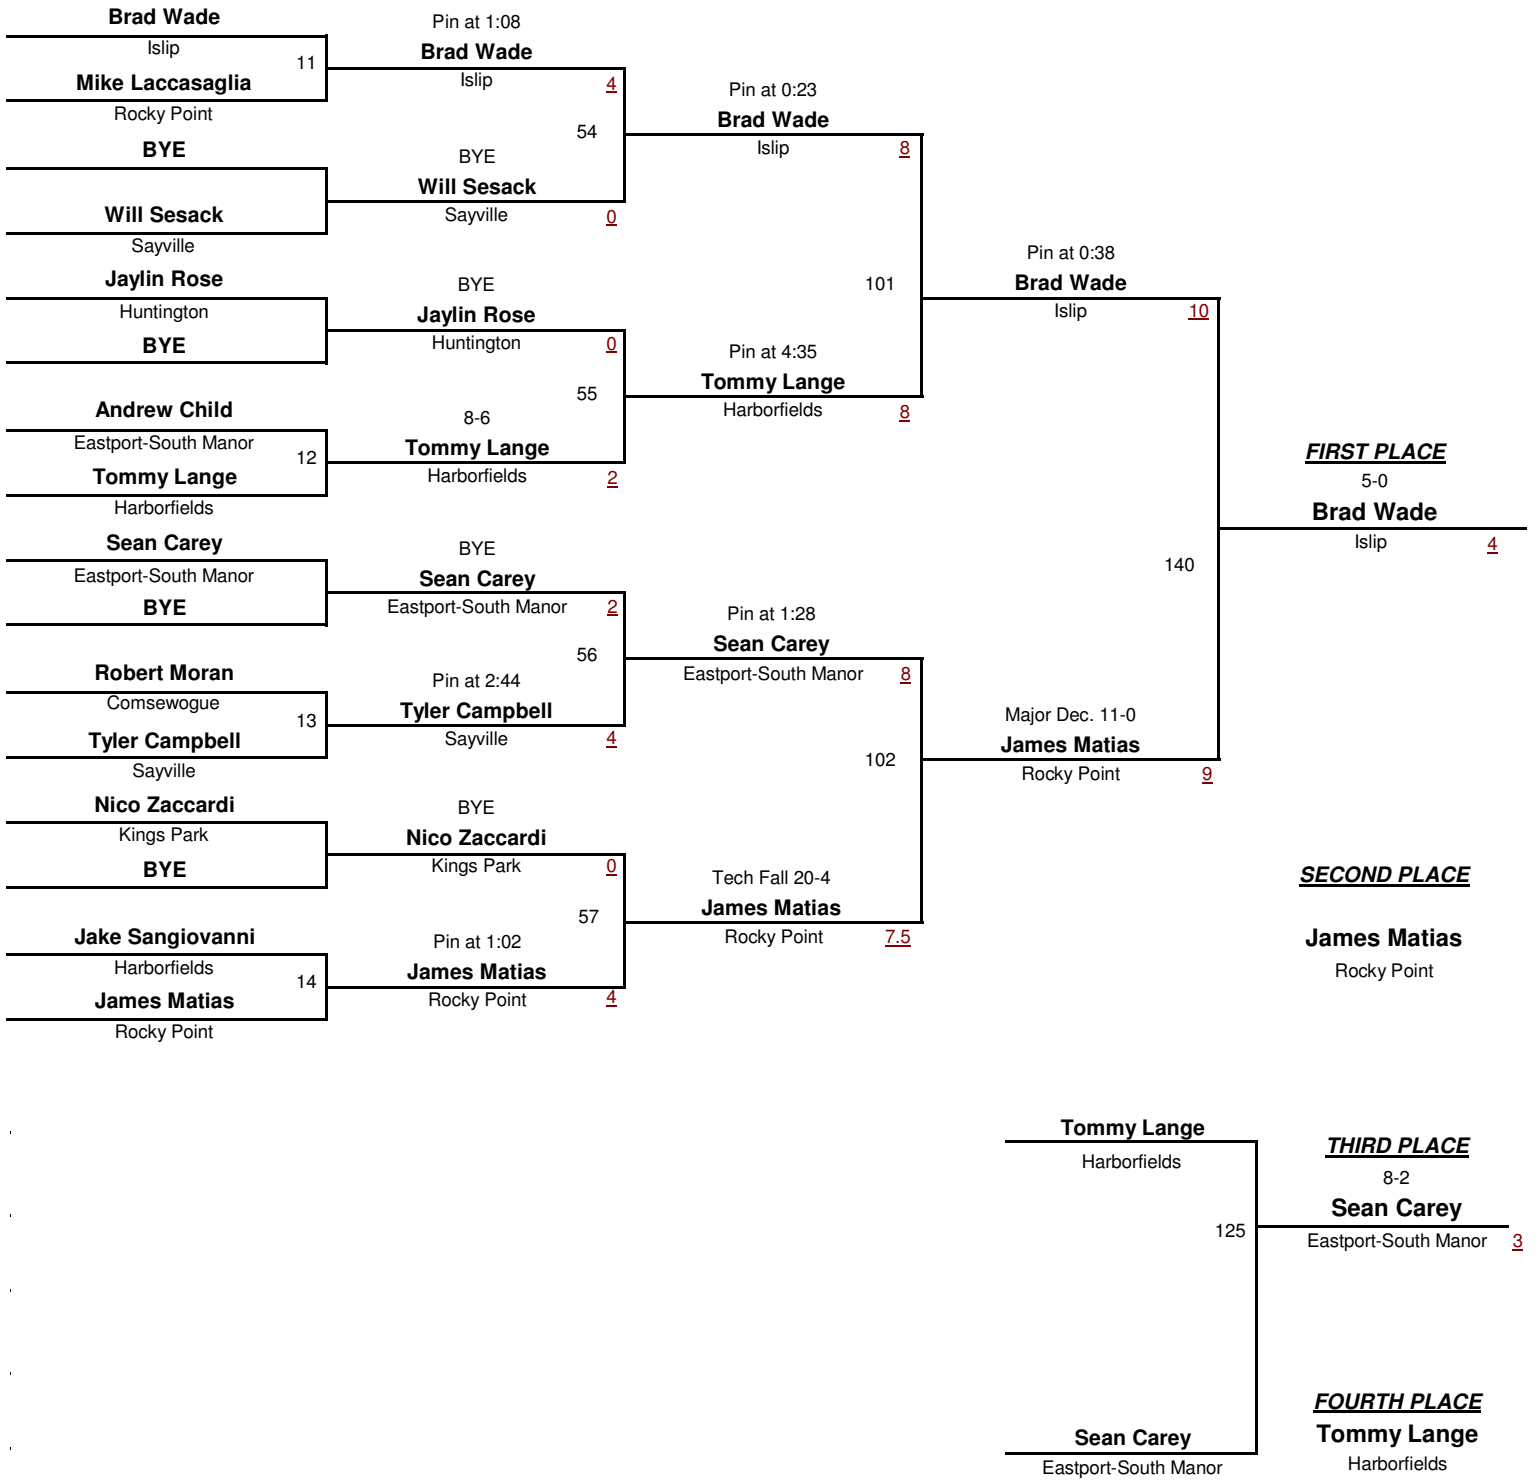 Brad Wade
Islip
11
Mike Laccasaglia
Rocky Point
BYE
Will Sesack
Sayville
Jaylin Rose
Huntington
BYE
Andrew Child
Eastport-South Manor
12
Tommy Lange
Harborfields
Sean Carey
Eastport-South Manor
BYE
Robert Moran
Comsewogue
13
Tyler Campbell
Sayville
Nico Zaccardi
Kings Park
BYE
Jake Sangiovanni
Harborfields
14
James Matias
Rocky Point
Pin at 1:08
Brad Wade
Islip 4
54
BYE
Will Sesack
Sayville 0
BYE
Jaylin Rose
Huntington 0
55
8-6
Tommy Lange
Harborfields 2
BYE
Sean Carey
Eastport-South Manor 2
56
Pin at 2:44
Tyler Campbell
Sayville 4
BYE
Nico Zaccardi
Kings Park 0
57
Pin at 1:02
James Matias
Rocky Point 4
Pin at 0:23
Brad Wade
Islip 8
101
Pin at 4:35
Tommy Lange
Harborfields 8
Pin at 1:28
Sean Carey
Eastport-South Manor 8
102
Tech Fall 20-4
James Matias
Rocky Point 7.5
Pin at 0:38
Brad Wade
Islip 10
140
Major Dec. 11-0
James Matias
Rocky Point 9
FIRST PLACE
5-0
Brad Wade
Islip 4
SECOND PLACE
James Matias
Rocky Point
Tommy Lange
Harborfields
125
Sean Carey
Eastport-South Manor
THIRD PLACE
8-2
Sean Carey
Eastport-South Manor 3
FOURTH PLACE
Tommy Lange
Harborfields